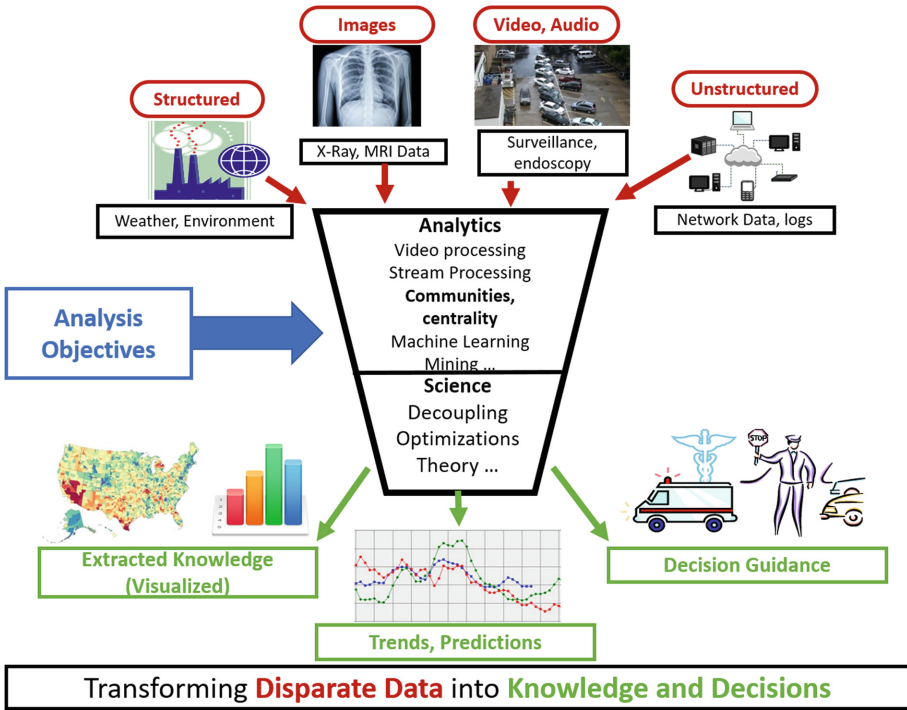 Images
Video, Audio
Structured
Unstructured
X-Ray, MRI Data
Surveillance,
endoscopy
Weather, Environment
Network Data, logs
Analytics
Video processing
Stream Processing
Communities,
centrality
Machine Learning
Mining ...
Analysis
Objectives
Science
Decoupling
Optimizations
Theory ...
STOP
Extracted Knowledge
(Visualized)
Decision Guidance
Trends, Predictions
Transforming Disparate Data into Knowledge and Decisions